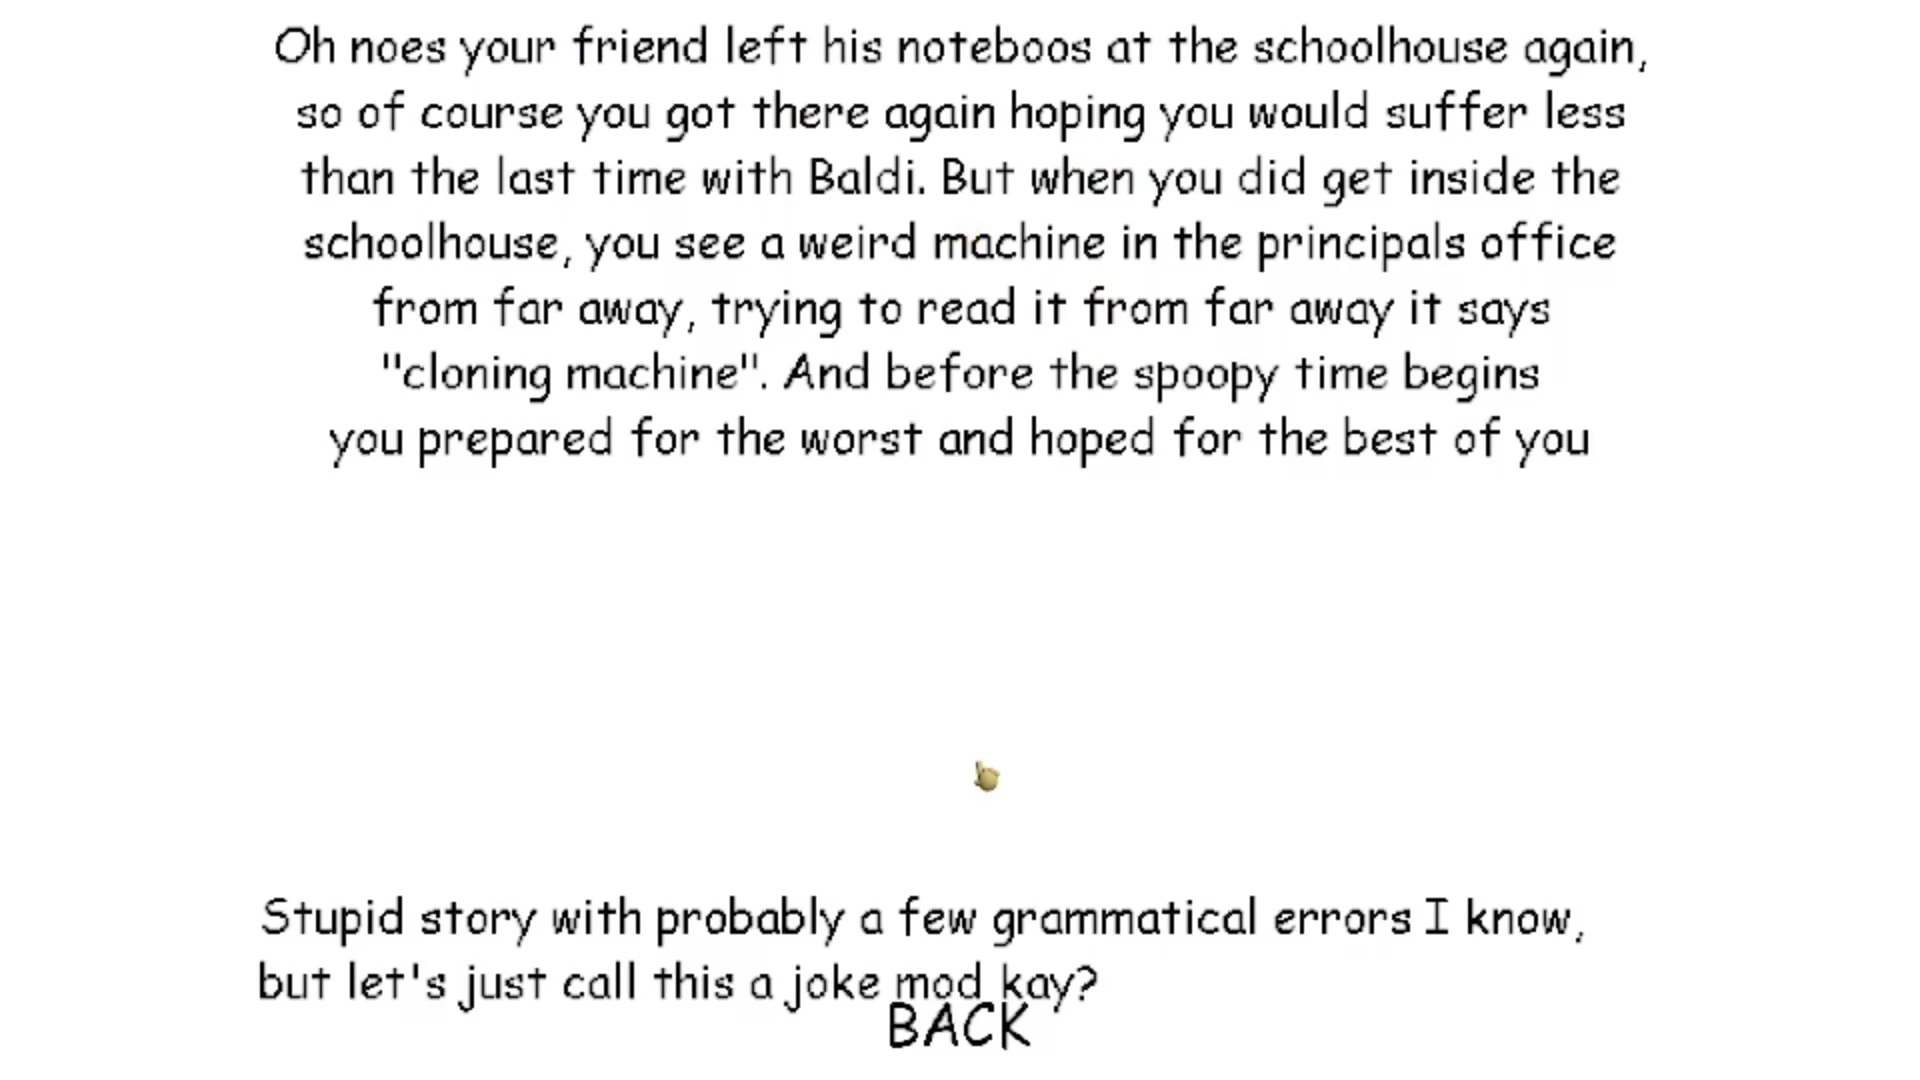 Oh noes your friend left his noteboos at the schoolhouse again,
so of course you got there again hoping you would suffer less
than the last time with Baldi. But when you did get inside the
schoolhouse, you see a weird machine in the principals office
from far away, trying to read it from far away it says
"cloning machine". And before the spoopy time begins
you prepared for the worst and hoped for the best of you
Stupid story with probably a few grammatical errors I know,
but let's just call this a joke mod kay?
BACK